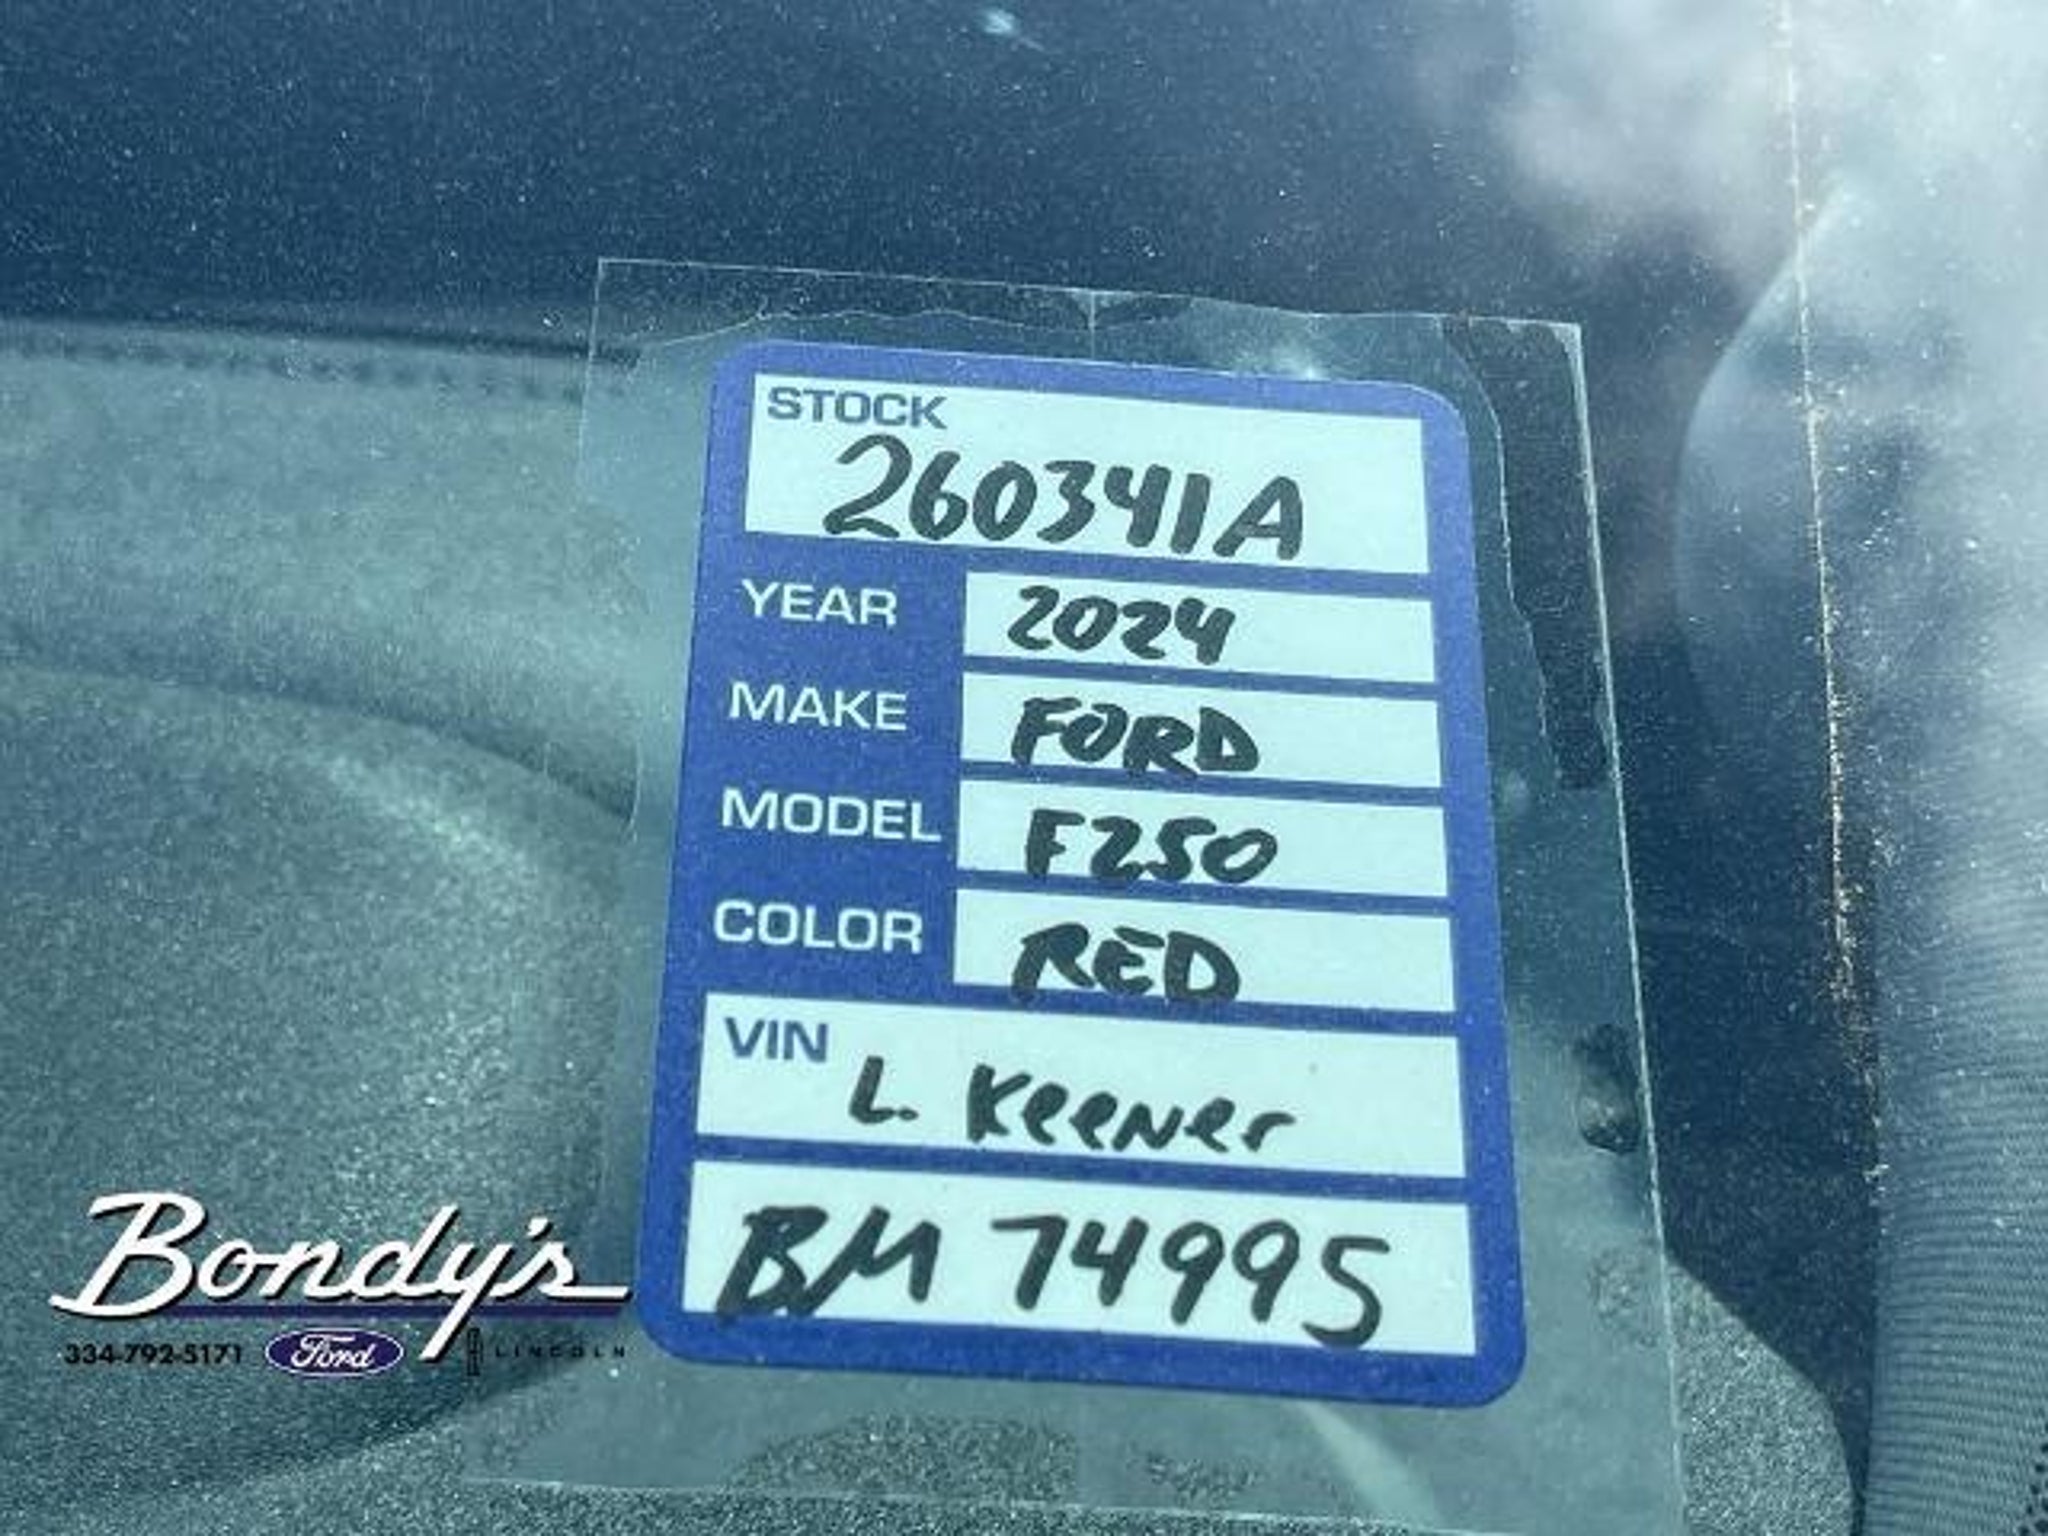 STOCK
260341A
YEAR 2024
MAKE FORD
MODEL F250
COLOR RED
VIN L. Keener
BM 74995
Bondy's
334-792-5171 Ford LINCOLN